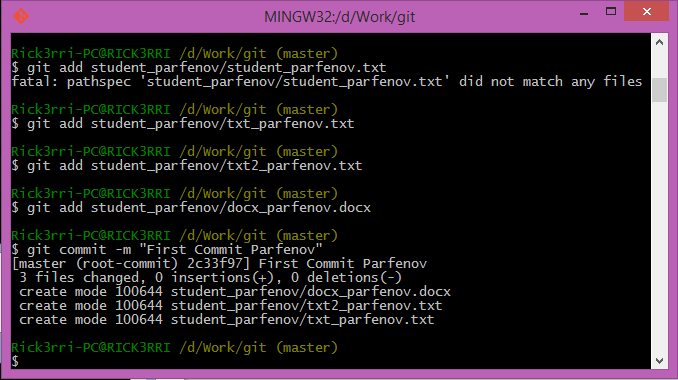 MINGW32:/d/Work/git
Rick3rri-PC@RICK3RRI /d/Work/git (master)
$ git add student_parfenov/student_parfenov.txt
fatal: pathspec 'student_parfenov/student_parfenov.txt' did not match any files
Rick3rri-PC@RICK3RRI /d/Work/git (master)
$ git add student_parfenov/txt_parfenov.txt
Rick3rri-PC@RICK3RRI /d/Work/git (master)
$ git add student_parfenov/txt2_parfenov.txt
Rick3rri-PC@RICK3RRI /d/Work/git (master)
$ git add student_parfenov/docx_parfenov.docx
Rick3rri-PC@RICK3RRI /d/Work/git (master)
$ git commit -m "First Commit Parfenov"
[master (root-commit) 2c33f97] First Commit Parfenov
 3 files changed, 0 insertions(+), 0 deletions(-)
 create mode 100644 student_parfenov/docx_parfenov.docx
 create mode 100644 student_parfenov/txt2_parfenov.txt
 create mode 100644 student_parfenov/txt_parfenov.txt
Rick3rri-PC@RICK3RRI /d/Work/git (master)
$